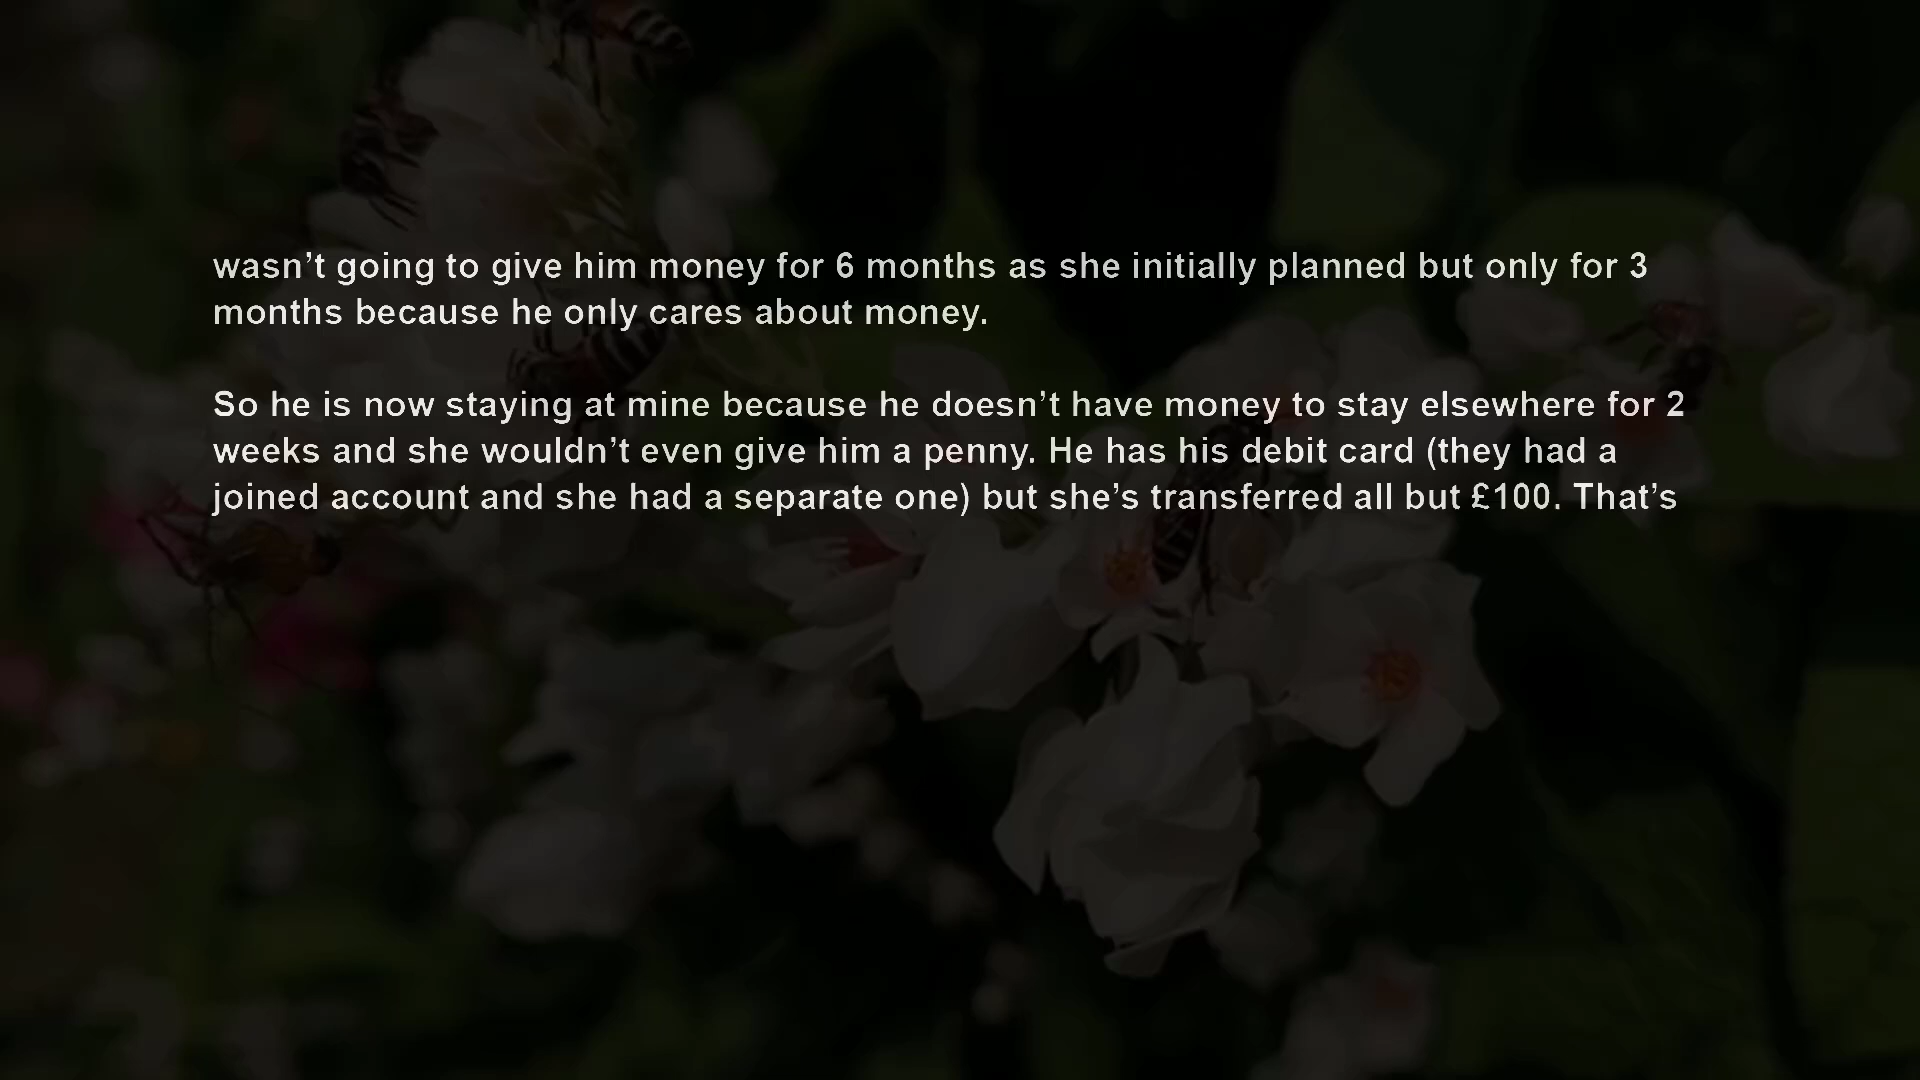 wasn’t going to give him money for 6 months as she initially planned but only for 3
months because he only cares about money.
So he is now staying at mine because he doesn’t have money to stay elsewhere for 2
weeks and she wouldn’t even give him a penny. He has his debit card (they had a
joined account and she had a separate one) but she’s transferred all but £100. That’s